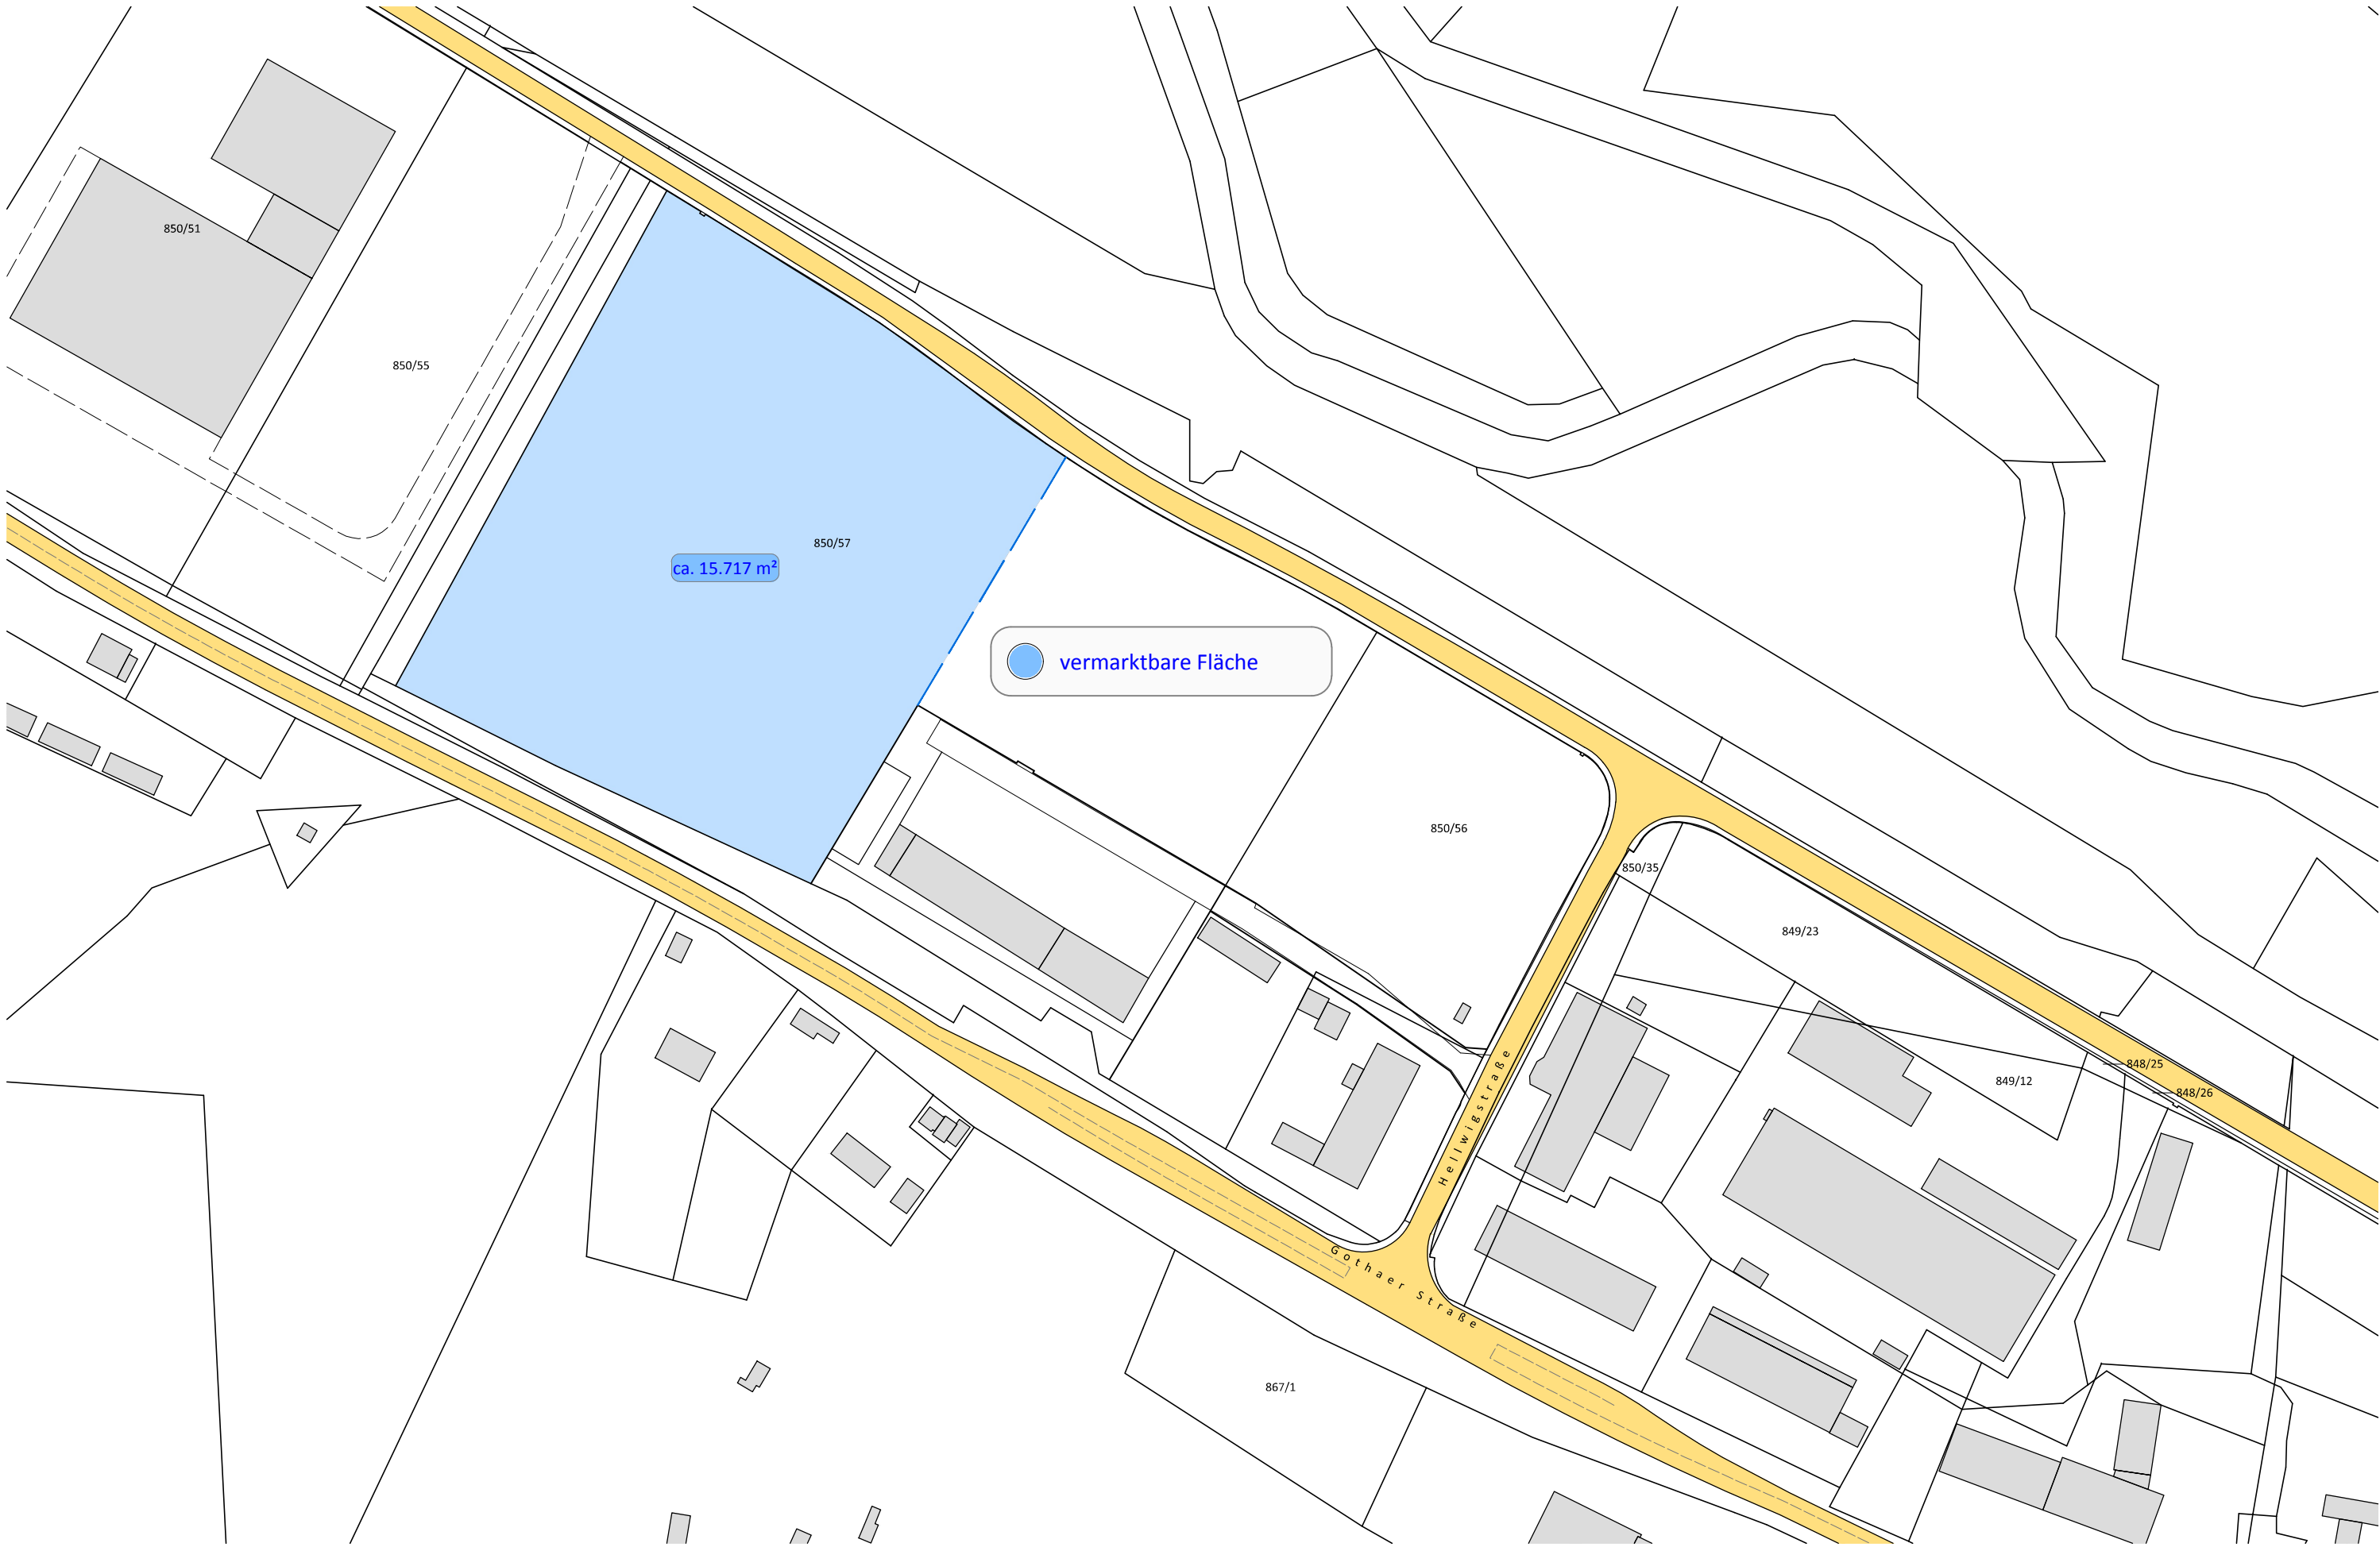 850/51
850/55
850/57
ca. 15.717 m²
vermarktbare Fläche
850/56
850/35
849/23
848/25
849/12
848/26
Hellwigstraße
Gothaer Straße
867/1